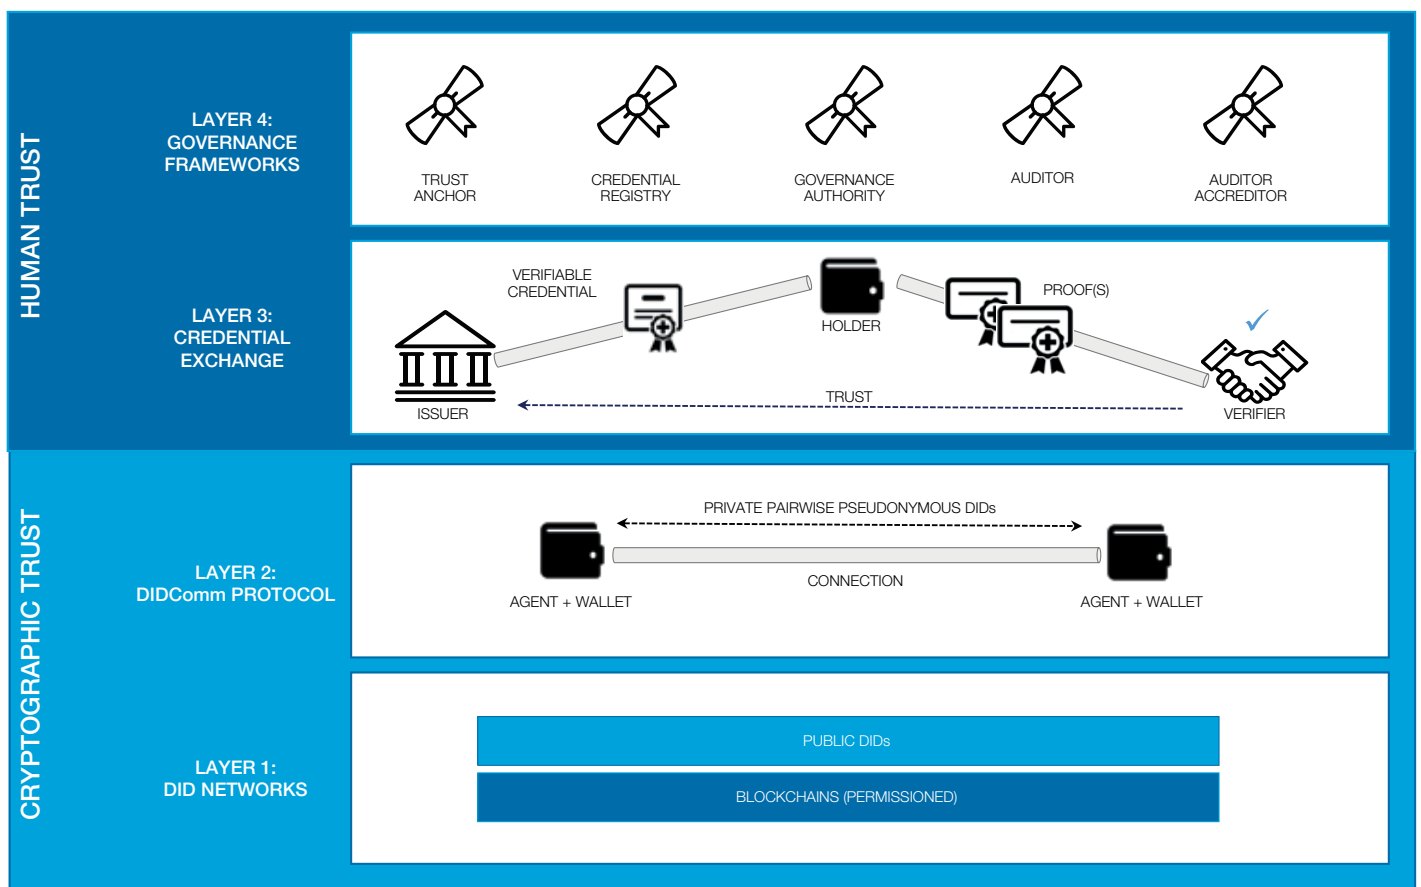 HUMAN TRUST
LAYER 4:
GOVERNANCE
FRAMEWORKS
TRUST
ANCHOR
CREDENTIAL
REGISTRY
GOVERNANCE
AUTHORITY
AUDITOR
AUDITOR
ACCREDITOR
LAYER 3:
CREDENTIAL
EXCHANGE
VERIFIABLE
CREDENTIAL
HOLDER
PROOF(S)
TRUST
ISSUER
VERIFIER
CRYPTOGRAPHIC TRUST
LAYER 2:
DIDComm PROTOCOL
PRIVATE PAIRWISE PSEUDONYMOUS DIDs
CONNECTION
AGENT + WALLET
AGENT + WALLET
LAYER 1:
DID NETWORKS
PUBLIC DIDs
BLOCKCHAINS (PERMISSIONED)